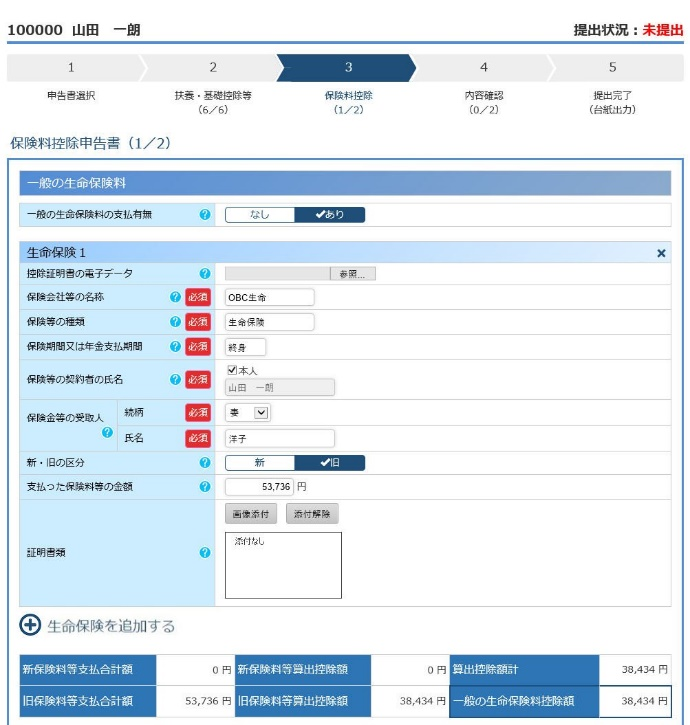 100000 山田 一朗 提出状況：未提出
1 2 3 4 5
申告書選択 扶養・基礎控除等 保険料控除 内容確認 提出完了
（6／6） （1／2） （0／2） （台紙出力）
保険料控除申告書（1／2）
一般の生命保険料
一般の生命保険料の支払有無 ? なし ✔あり
生命保険１ ×
控除証明書の電子データ ? 参照...
保険会社等の名称 ? 必須 OBC生命
保険等の種類 ? 必須 生命保険
保険期間又は年金支払期間 ? 必須 終身
保険等の契約者の氏名 ? 必須 ✔本人
山田 一朗
保険金等の受取人 ? 続柄 必須 妻
氏名 必須 洋子
新・旧の区分 ? 新 ✔旧
支払った保険料等の金額 ? 53,736 円
画像添付 添付解除
証明書類 ? 添付なし
生命保険を追加する
新保険料等支払合計額 0 円 新保険料等算出控除額 0 円 算出控除額計 38,434 円
旧保険料等支払合計額 53,736 円 旧保険料等算出控除額 38,434 円 一般の生命保険料控除額 38,434 円